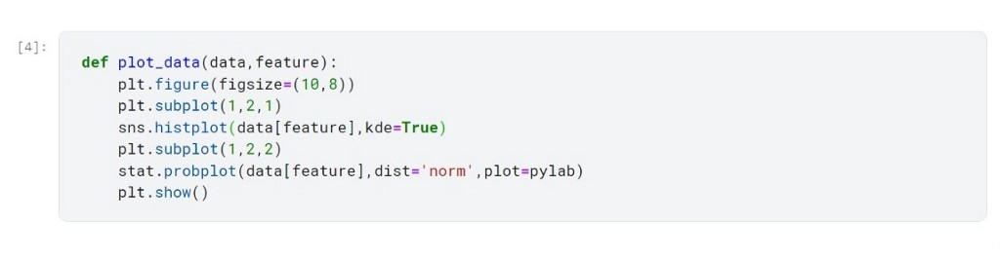 [4]:
def plot_data(data,feature):
    plt.figure(figsize=(10,8))
    plt.subplot(1,2,1)
    sns.histplot(data[feature],kde=True)
    plt.subplot(1,2,2)
    stat.probplot(data[feature],dist='norm',plot=pylab)
    plt.show()